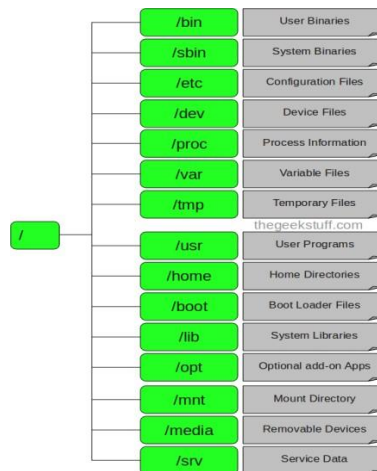 /bin User Binaries
/sbin System Binaries
/etc Configuration Files
/dev Device Files
/proc Process Information
/var Variable Files
/tmp Temporary Files
thegeekstuff.com
/
/usr User Programs
/home Home Directories
/boot Boot Loader Files
/lib System Libraries
/opt Optional add-on Apps
/mnt Mount Directory
/media Removable Devices
/srv Service Data